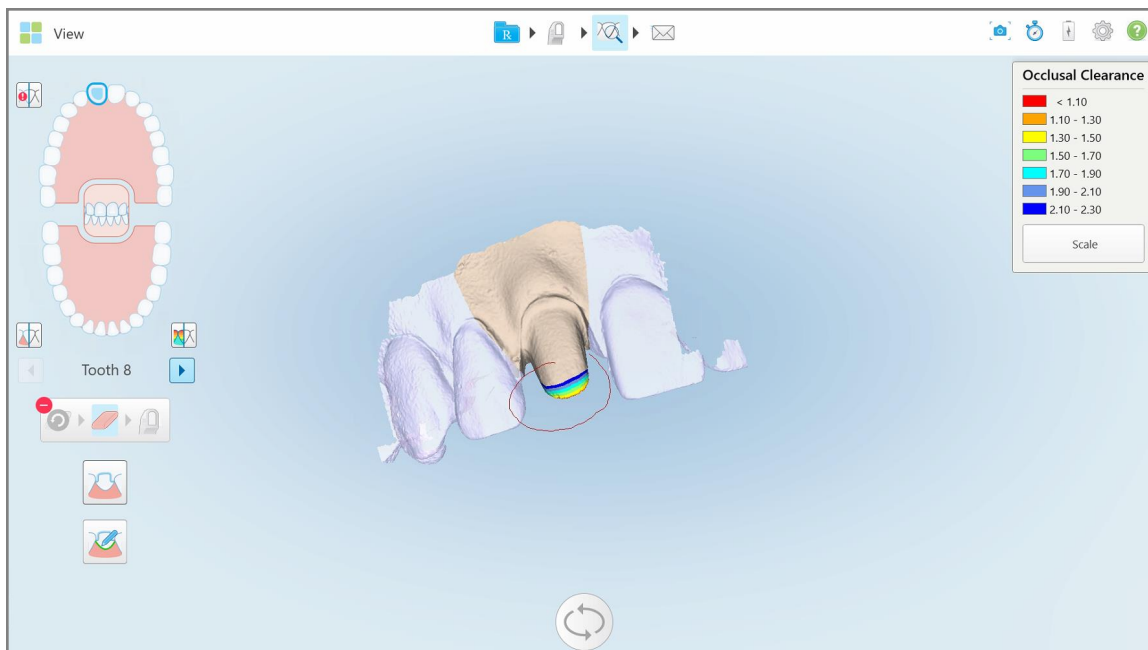 View
R
?
Occlusal Clearance
< 1.10
1.10 - 1.30
1.30 - 1.50
1.50 - 1.70
1.70 - 1.90
1.90 - 2.10
2.10 - 2.30
Scale
Tooth 8